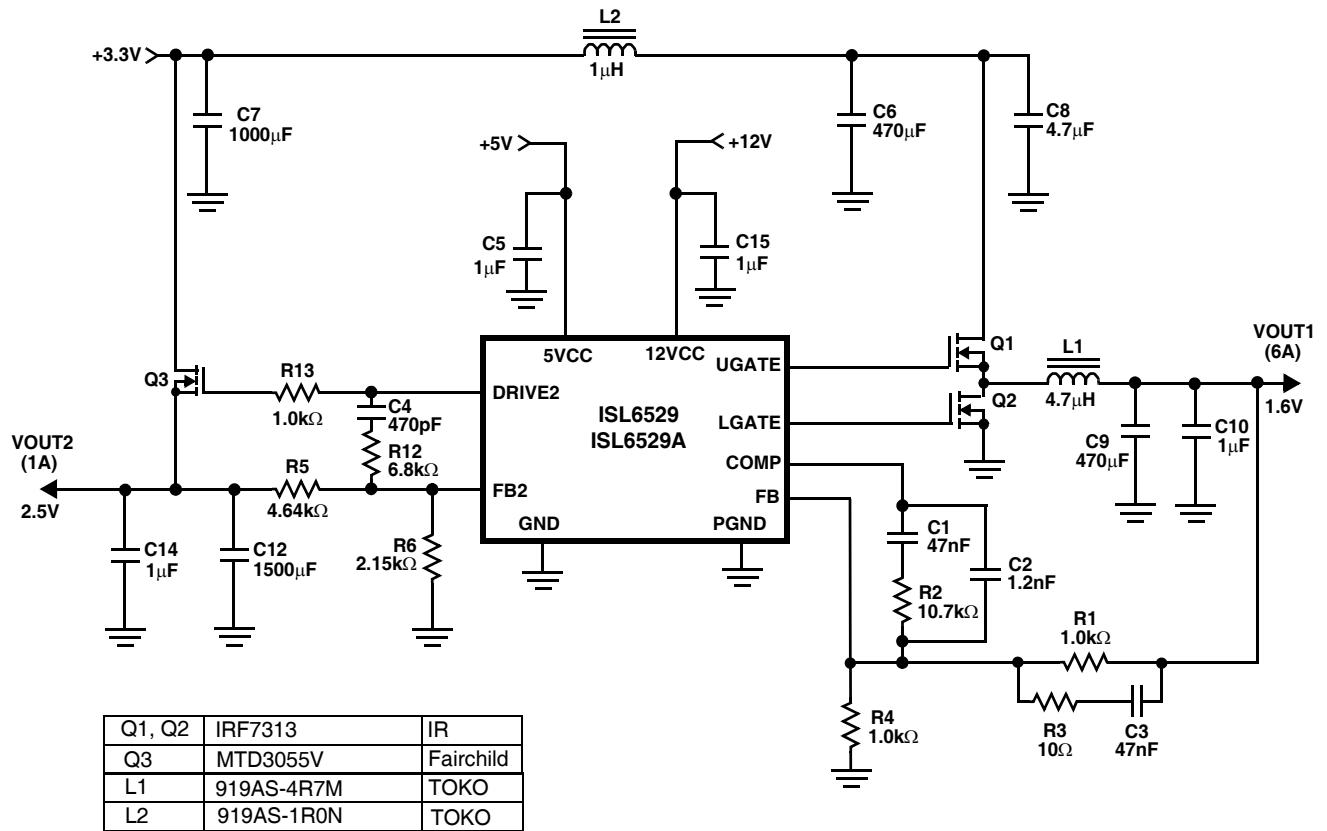 L2
+3.3V
1μH
C7
1000μF
C6
470μF
C8
4.7μF
+5V
+12V
C5
1μF
C15
1μF
5VCC
12VCC
UGATE
Q1
L1
4.7μH
VOUT1
(6A)
1.6V
Q3
R13
1.0kΩ
DRIVE2
ISL6529
ISL6529A
LGATE
Q2
C4
470pF
R12
6.8kΩ
C9
470μF
C10
1μF
VOUT2
(1A)
2.5V
R5
4.64kΩ
FB2
COMP
FB
GND
PGND
C14
1μF
C12
1500μF
R6
2.15kΩ
C1
47nF
C2
1.2nF
R2
10.7kΩ
R1
1.0kΩ
R4
1.0kΩ
R3
10Ω
C3
47nF
Q1, Q2 IRF7313 IR
Q3 MTD3055V Fairchild
L1 919AS-4R7M TOKO
L2 919AS-1R0N TOKO